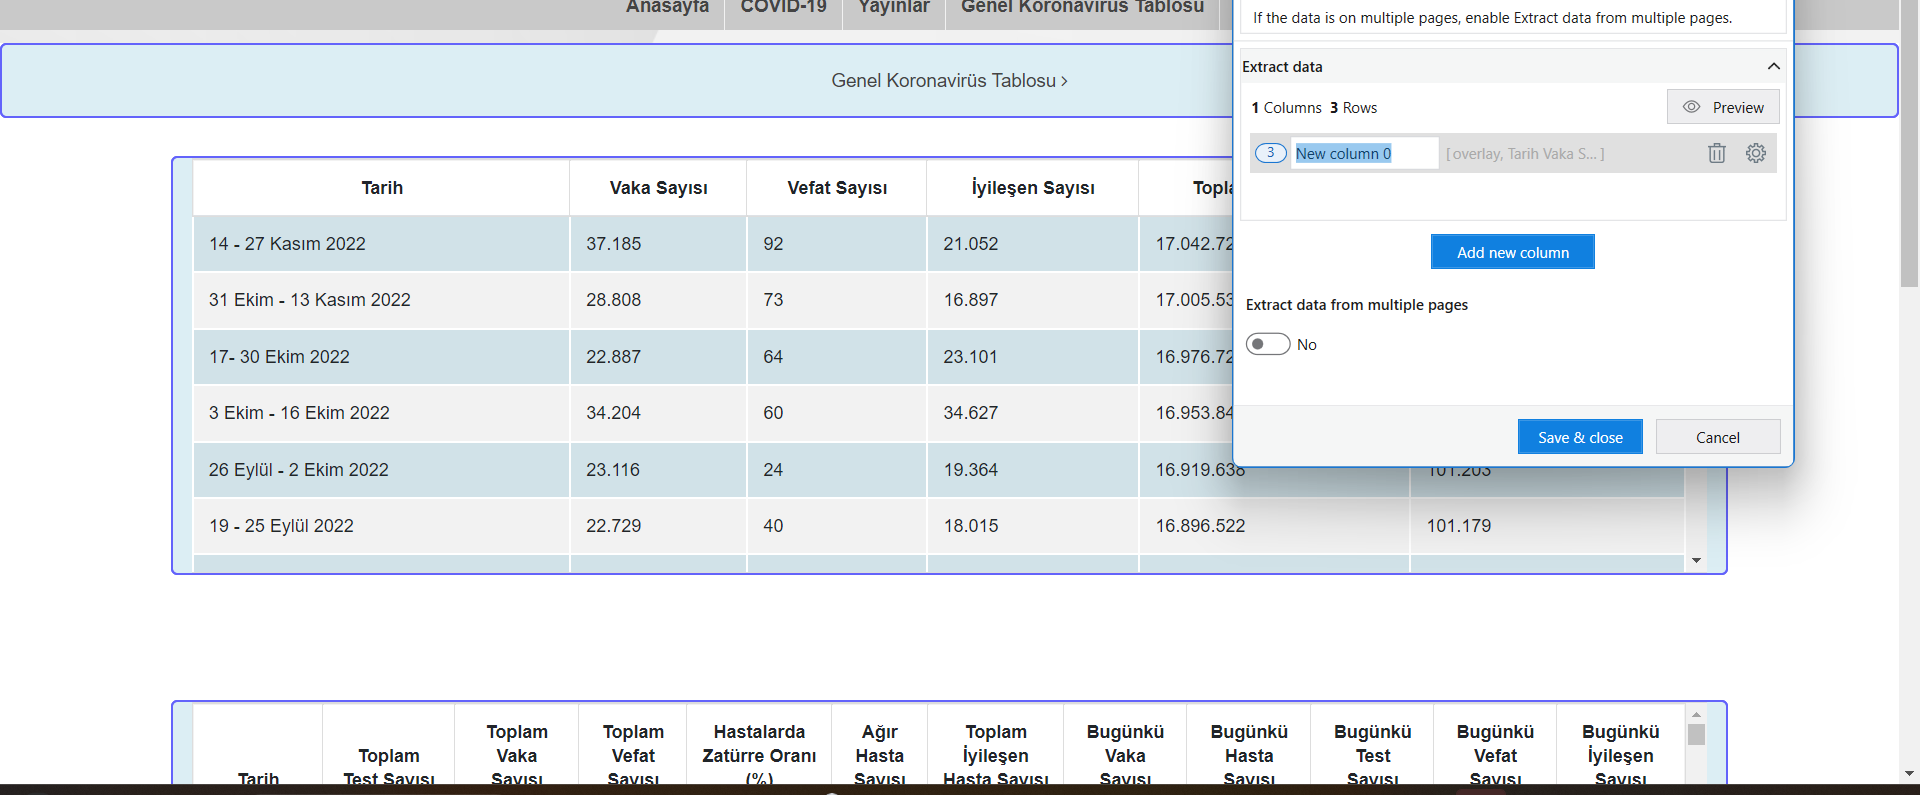 Anasayfa COVID-19 Yayınlar Genel Koronavirüs Tablosu
If the data is on multiple pages, enable Extract data from multiple pages.
Genel Koronavirüs Tablosu ›
Extract data
1 Columns 3 Rows
Preview
3 New column 0 [ overlay, Tarih Vaka S... ]
Add new column
Extract data from multiple pages
No
Save & close Cancel
Tarih Vaka Sayısı Vefat Sayısı İyileşen Sayısı Topla
14 - 27 Kasım 2022 37.185 92 21.052 17.042.72
31 Ekim - 13 Kasım 2022 28.808 73 16.897 17.005.53
17- 30 Ekim 2022 22.887 64 23.101 16.976.72
3 Ekim - 16 Ekim 2022 34.204 60 34.627 16.953.84
26 Eylül - 2 Ekim 2022 23.116 24 19.364 16.919.638 101.203
19 - 25 Eylül 2022 22.729 40 18.015 16.896.522 101.179
Tarih
Toplam
Test Sayısı
Toplam
Vaka
Sayısı
Toplam
Vefat
Sayısı
Hastalarda
Zatürre Oranı
(%)
Ağır
Hasta
Sayısı
Toplam
İyileşen
Hasta Sayısı
Bugünkü
Vaka
Sayısı
Bugünkü
Hasta
Sayısı
Bugünkü
Test
Sayısı
Bugünkü
Vefat
Sayısı
Bugünkü
İyileşen
Sayısı